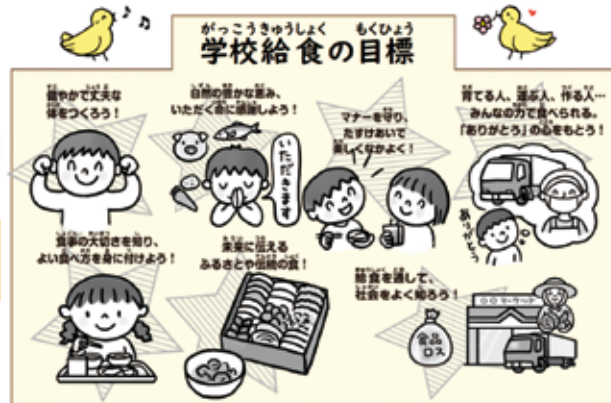 がっこうきゅうしょく もくひょう
学校給食の目標
健やかで丈夫な
体をつくろう！
自然の豊かな恵み、
いただく命に感謝しよう！
いただきます
マナーを守り、
たすけあいで
楽しくなかよく！
育てる人、運ぶ人、作る人…
みんなの力で食べられる。
「ありがとう」の心をもとう！
ありがとう
食事の大切さを知り、
よい食べ方を身に付けよう！
未来に伝える
ふるさとや伝統の食！
給食を通して、
社会をよく知ろう！
食品
ロス
〇〇マーケット